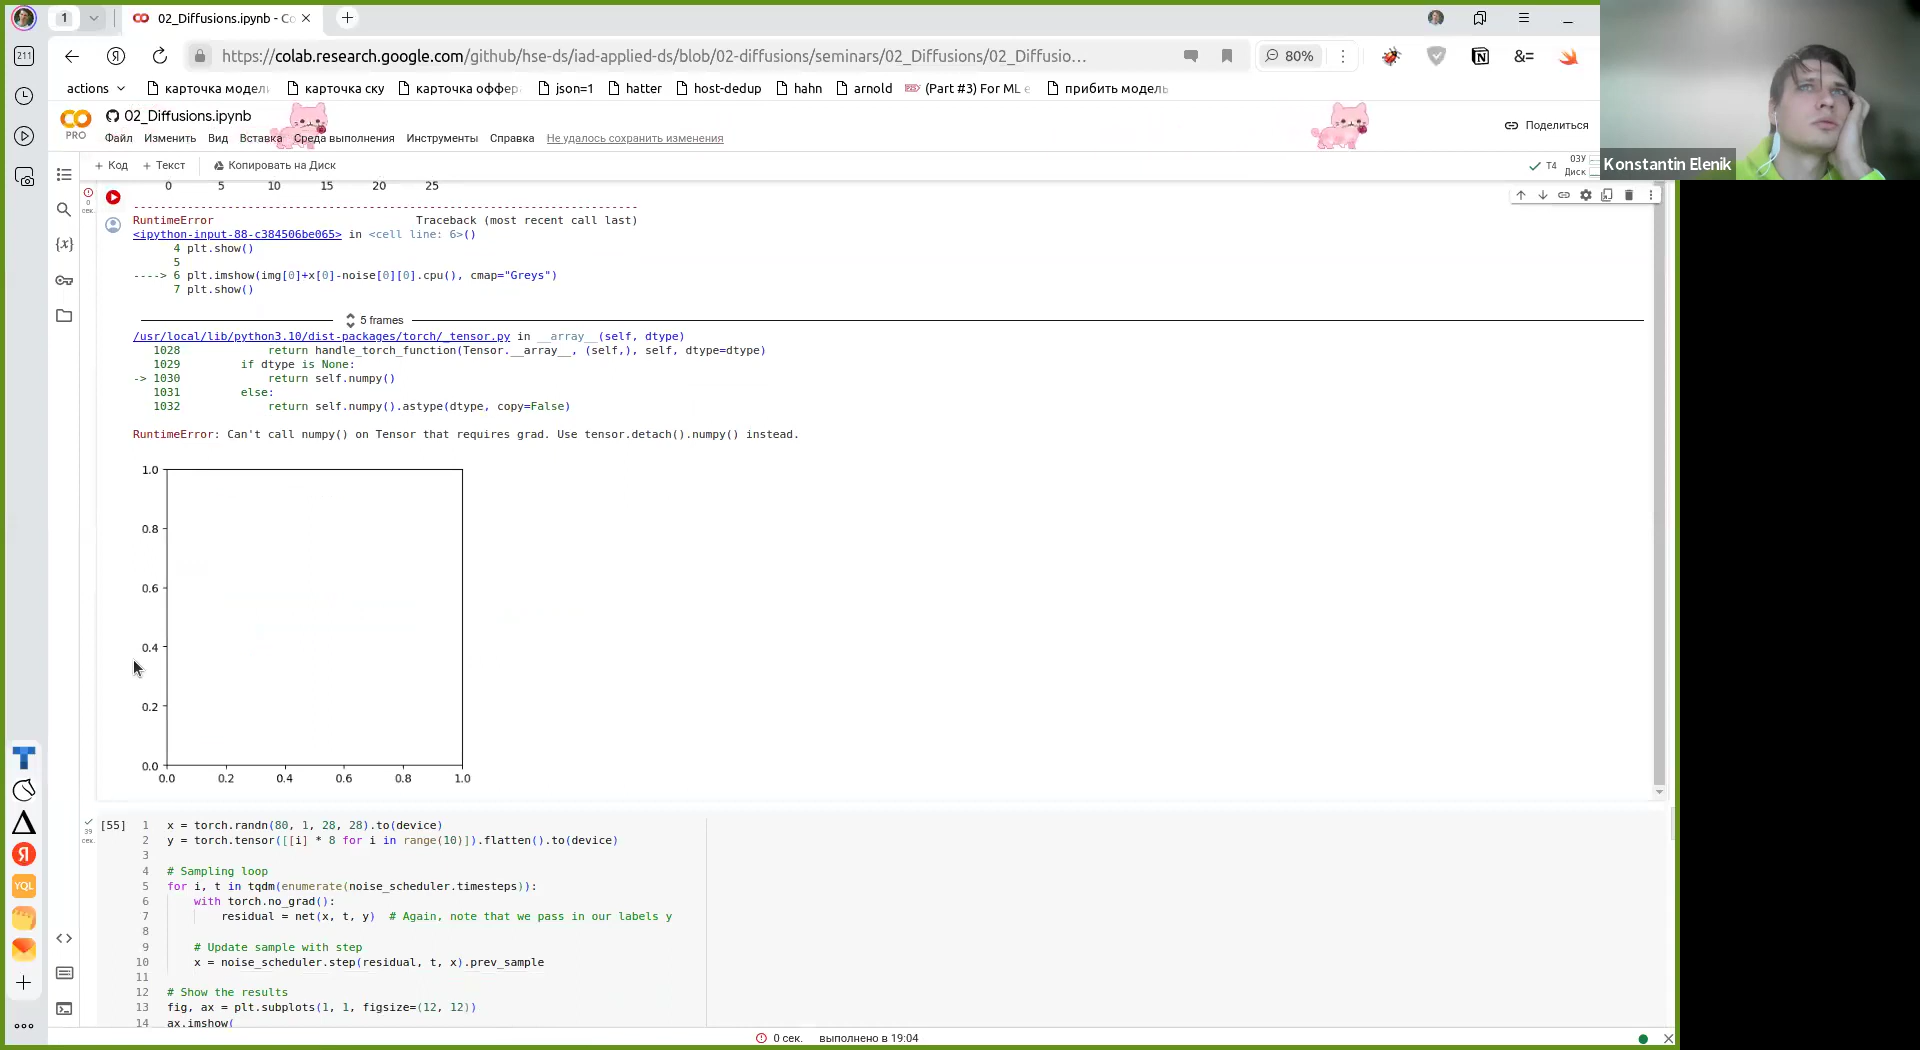 1
02_Diffusions.ipynb - Co
https://colab.research.google.com/github/hse-ds/iad-applied-ds/blob/02-diffusions/seminars/02_Diffusions/02_Diffusio…
80%
211
actions
карточка модел
карточка ску
карточка оффер
json=1
hatter
host-dedup
hahn
arnold
(Part #3) For ML e
прибить модель
PRO
02_Diffusions.ipynb
Файл Изменить Вид Вставка Среда выполнения Инструменты Справка Не удалось сохранить изменения
Поделиться
Konstantin Elenik
+ Код + Текст Копировать на Диск
T4 ОЗУ
Диск
0 5 10 15 20 25
0
сек.
---------------------------------------------------------------------------
RuntimeError Traceback (most recent call last)
<ipython-input-88-c384506be065> in <cell line: 6>()
4 plt.show()
5
----> 6 plt.imshow(img[0]+x[0]-noise[0][0].cpu(), cmap="Greys")
7 plt.show()
5 frames
/usr/local/lib/python3.10/dist-packages/torch/_tensor.py in __array__(self, dtype)
1028 return handle_torch_function(Tensor.__array__, (self,), self, dtype=dtype)
1029 if dtype is None:
-> 1030 return self.numpy()
1031 else:
1032 return self.numpy().astype(dtype, copy=False)
RuntimeError: Can't call numpy() on Tensor that requires grad. Use tensor.detach().numpy() instead.
1.0
0.8
0.6
0.4
0.2
0.0
0.0 0.2 0.4 0.6 0.8 1.0
39
сек.
[55] 1 x = torch.randn(80, 1, 28, 28).to(device)
2 y = torch.tensor([[i] * 8 for i in range(10)]).flatten().to(device)
3
4 # Sampling loop
5 for i, t in tqdm(enumerate(noise_scheduler.timesteps)):
6 with torch.no_grad():
7 residual = net(x, t, y) # Again, note that we pass in our labels y
8
9 # Update sample with step
10 x = noise_scheduler.step(residual, t, x).prev_sample
11
12 # Show the results
13 fig, ax = plt.subplots(1, 1, figsize=(12, 12))
14 ax.imshow(
YQL
0 сек. выполнено в 19:04